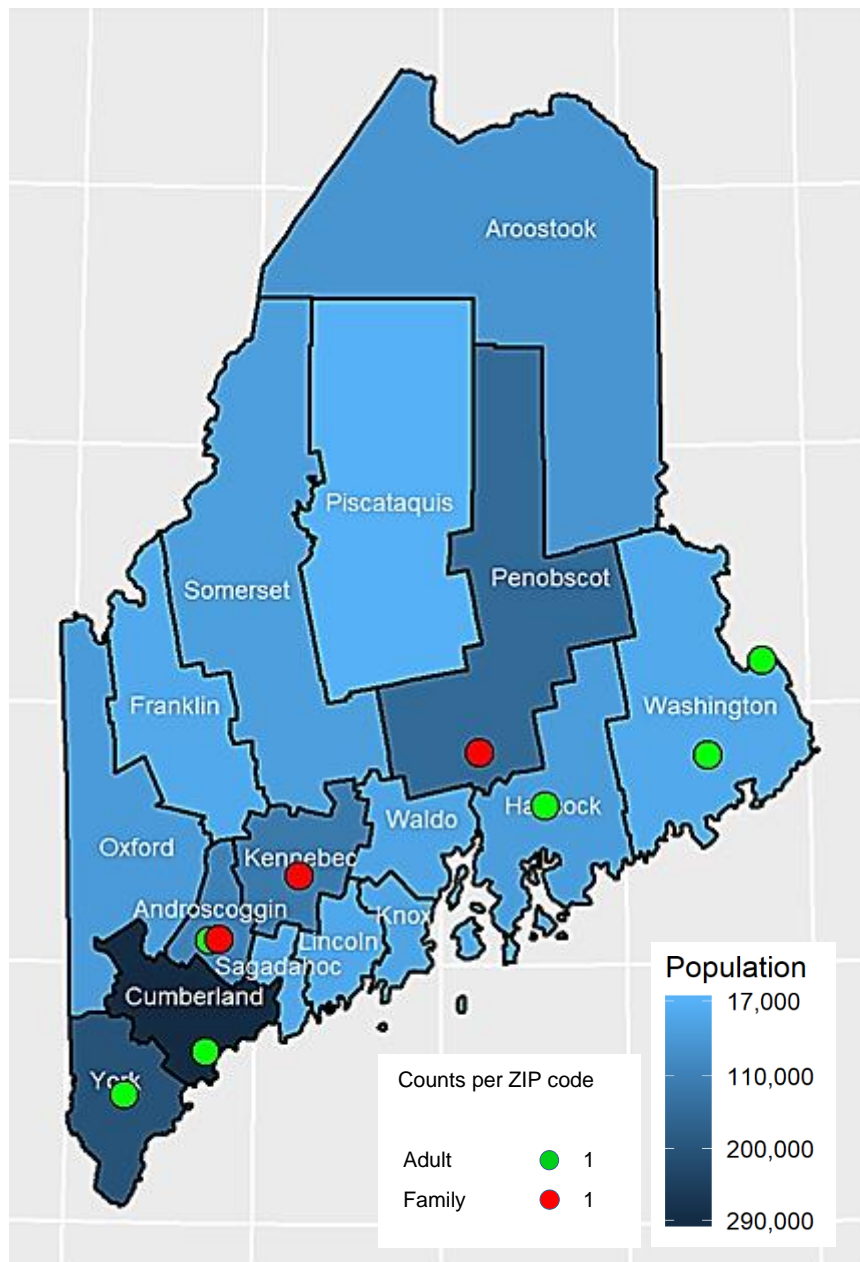 Aroostook
Piscataquis
Penobscot
Somerset
Franklin
Washington
Hancock
Waldo
Oxford
Kennebec
Androscoggin
Knox
Lincoln
Sagadahoc
Cumberland
York
Population
17,000
110,000
200,000
290,000
Counts per ZIP code
Adult 1
Family 1